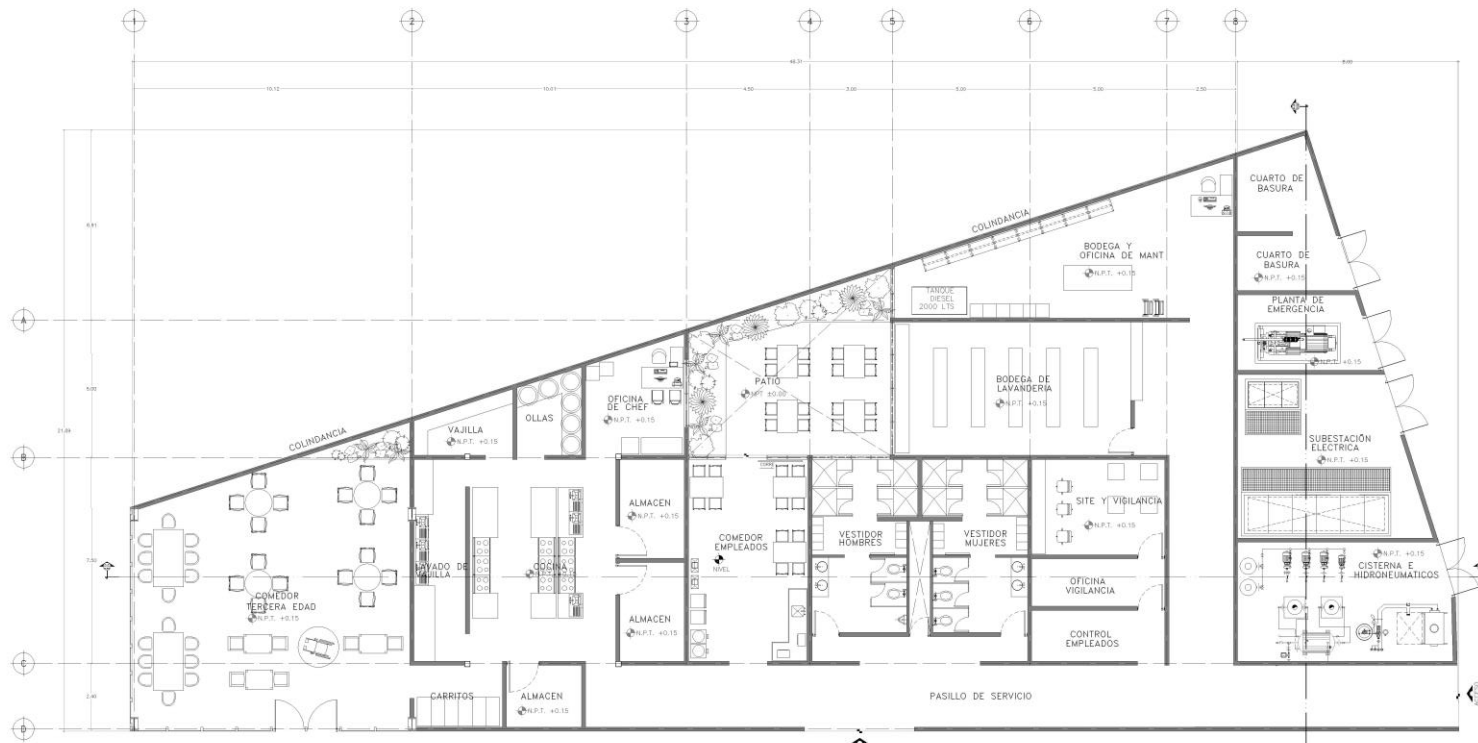 1 2 3 4 5 6 7 8
48.31
8.00
10.12 10.01 4.50 3.00 5.00 5.00 2.50
CUARTO DE
BASURA
COLINDANCIA
BODEGA Y
OFICINA DE MANT
N.P.T. +0.15
CUARTO DE
BASURA
N.P.T. +0.15
TANQUE
DIESEL
2000 LTS
PLANTA DE
EMERGENCIA
N.P.T. +0.15
A
PATIO
NPT ±0.00
BODEGA DE
LAVANDERIA
N.P.T. +0.15
5.00
OFICINA
DE CHEF
N.P.T. +0.15
OLLAS
VAJILLA
N.P.T. +0.15
COLINDANCIA
21.69
SUBESTACIÓN
ELECTRICA
N.P.T. +0.15
B
ALMACEN
N.P.T. +0.15
SITE Y VIGILANCIA
N.P.T. +0.15
COMEDOR
EMPLEADOS
NIVEL
VESTIDOR
HOMBRES
VESTIDOR
MUJERES
7.50
LAVADO DE
VAJILLA
COCINA
N.P.T. +0.15
CISTERNA E
HIDRONEUMATICOS
OFICINA
VIGILANCIA
COMEDOR
TERCERA EDAD
N.P.T. +0.15
ALMACEN
N.P.T. +0.15
CONTROL
EMPLEADOS
C
2.45
CARRITOS
ALMACEN
N.P.T. +0.15
PASILLO DE SERVICIO
D